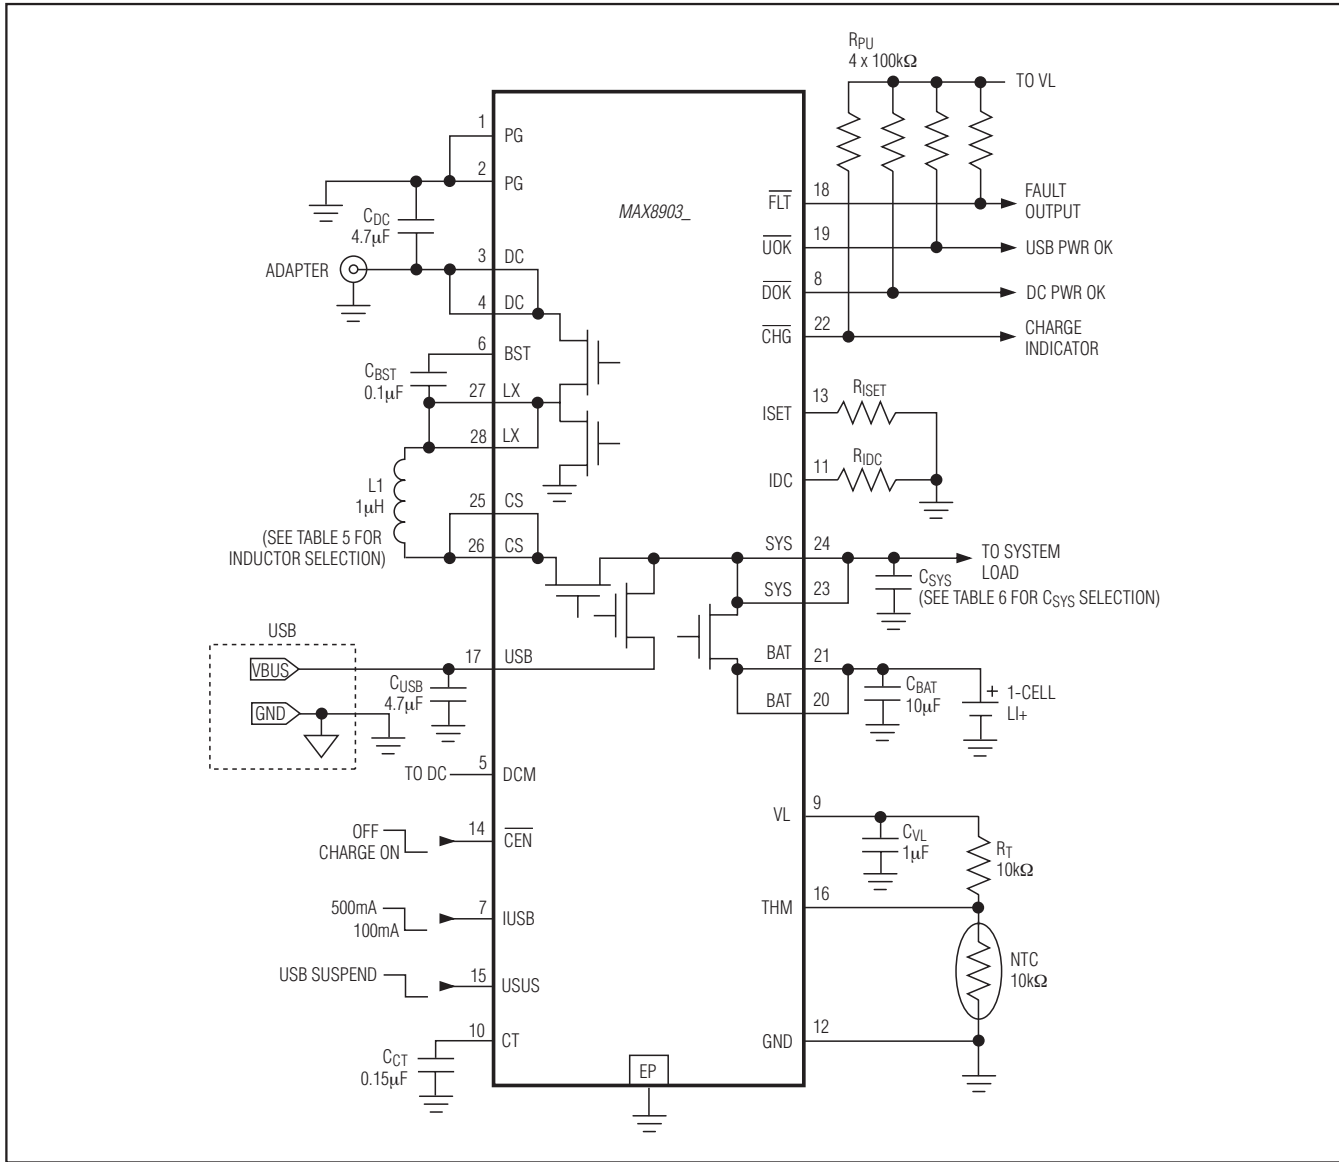 RPU
4 x 100kΩ
TO VL
1
PG
2
PG
MAX8903_
CDC
4.7µF
ADAPTER
3
DC
4
DC
6
BST
CBST
0.1µF
27
LX
28
LX
L1
1µH
(SEE TABLE 5 FOR
INDUCTOR SELECTION)
25
CS
26
CS
USB
VBUS
GND
17
USB
CUSB
4.7µF
TO DC
5
DCM
OFF
CHARGE ON
14
CEN
500mA
100mA
7
IUSB
USB SUSPEND
15
USUS
10
CT
CCT
0.15µF
EP
FLT
18
FAULT
OUTPUT
UOK
19
USB PWR OK
DOK
8
DC PWR OK
CHG
22
CHARGE
INDICATOR
ISET
13
RISET
IDC
11
RIDC
SYS
24
TO SYSTEM
LOAD
SYS
23
CSYS
(SEE TABLE 6 FOR CSYS SELECTION)
BAT
21
BAT
20
CBAT
10µF
+
1-CELL
LI+
VL
9
CVL
1µF
RT
10kΩ
THM
16
NTC
10kΩ
GND
12